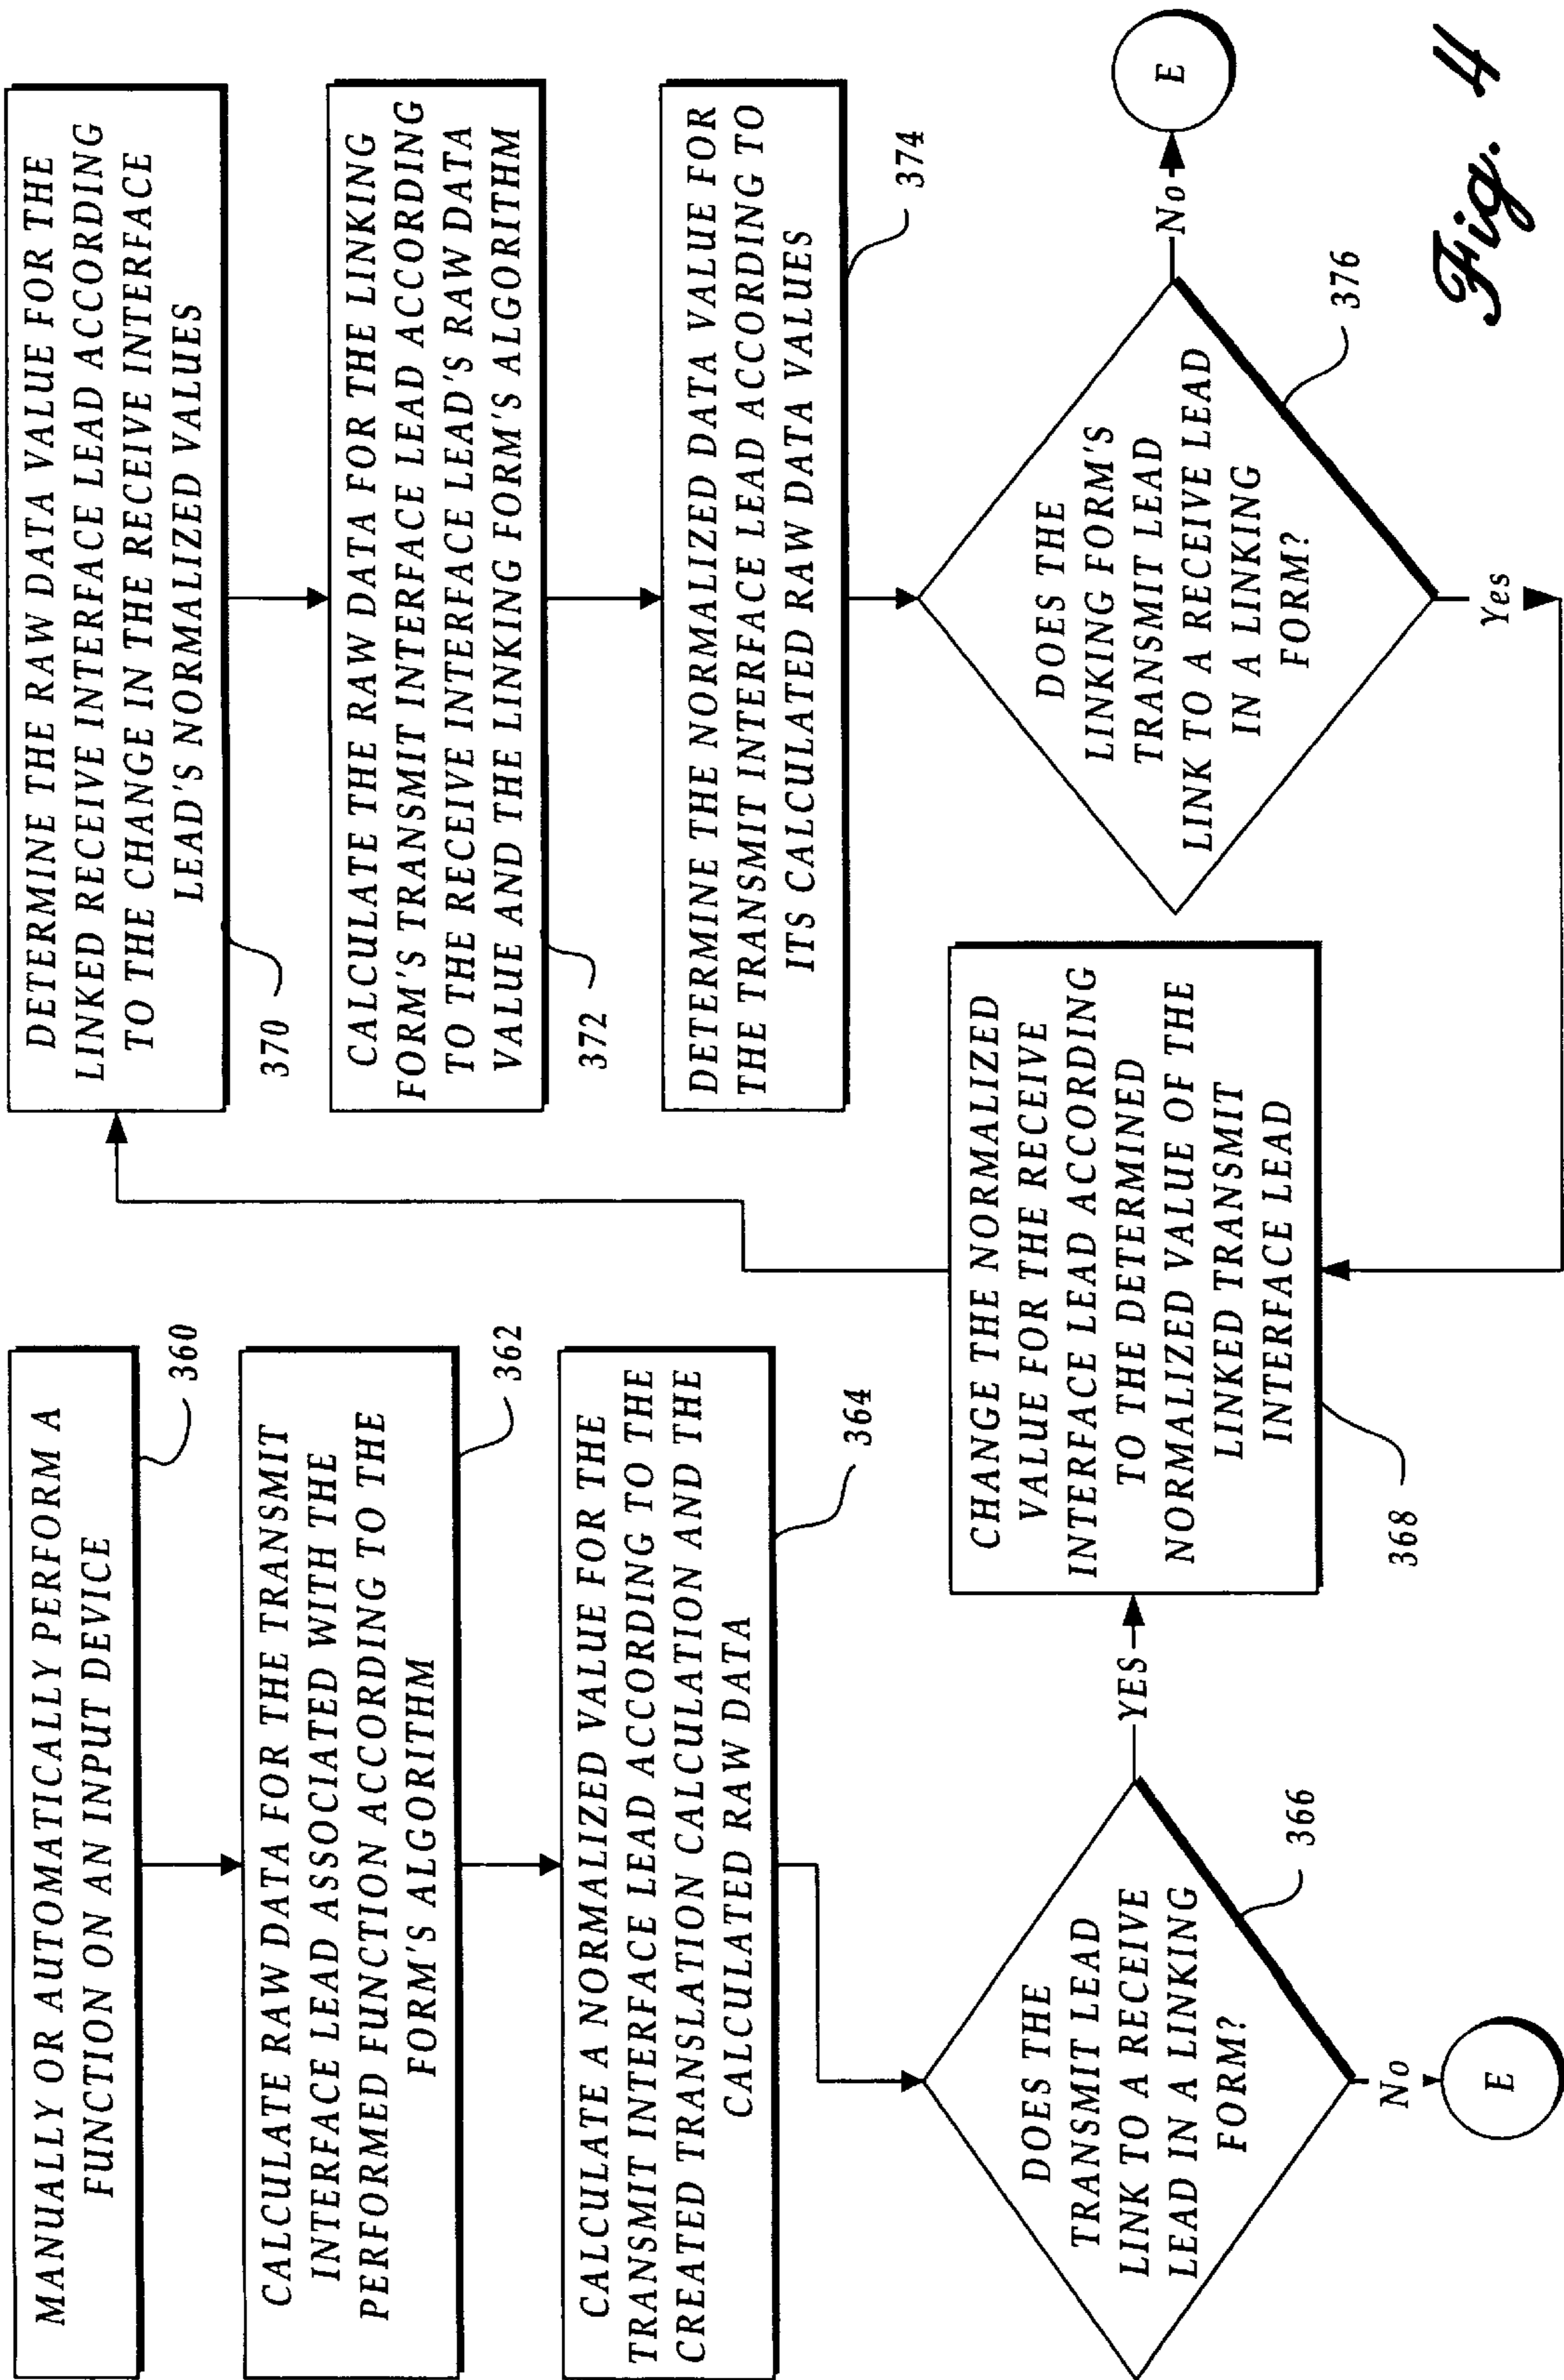 MANUALLY OR AUTOMATICALLY PERFORM A
FUNCTION ON AN INPUT DEVICE
360
CALCULATE RAW DATA FOR THE TRANSMIT
INTERFACE LEAD ASSOCIATED WITH THE
PERFORMED FUNCTION ACCORDING TO THE
FORM'S ALGORITHM
362
CALCULATE A NORMALIZED VALUE FOR THE
TRANSMIT INTERFACE LEAD ACCORDING TO THE
CREATED TRANSLATION CALCULATION AND THE
CALCULATED RAW DATA
364
DOES THE
TRANSMIT LEAD
LINK TO A RECEIVE
LEAD IN A LINKING
FORM?
366
No
E
YES
CHANGE THE NORMALIZED
VALUE FOR THE RECEIVE
INTERFACE LEAD ACCORDING
TO THE DETERMINED
NORMALIZED VALUE OF THE
LINKED TRANSMIT
INTERFACE LEAD
368
DETERMINE THE RAW DATA VALUE FOR THE
LINKED RECEIVE INTERFACE LEAD ACCORDING
TO THE CHANGE IN THE RECEIVE INTERFACE
LEAD'S NORMALIZED VALUES
370
CALCULATE THE RAW DATA FOR THE LINKING
FORM'S TRANSMIT INTERFACE LEAD ACCORDING
TO THE RECEIVE INTERFACE LEAD'S RAW DATA
VALUE AND THE LINKING FORM'S ALGORITHM
372
DETERMINE THE NORMALIZED DATA VALUE FOR
THE TRANSMIT INTERFACE LEAD ACCORDING TO
ITS CALCULATED RAW DATA VALUES
374
DOES THE
LINKING FORM'S
TRANSMIT LEAD
LINK TO A RECEIVE LEAD
IN A LINKING
FORM?
376
No
E
Yes
Fig. 4